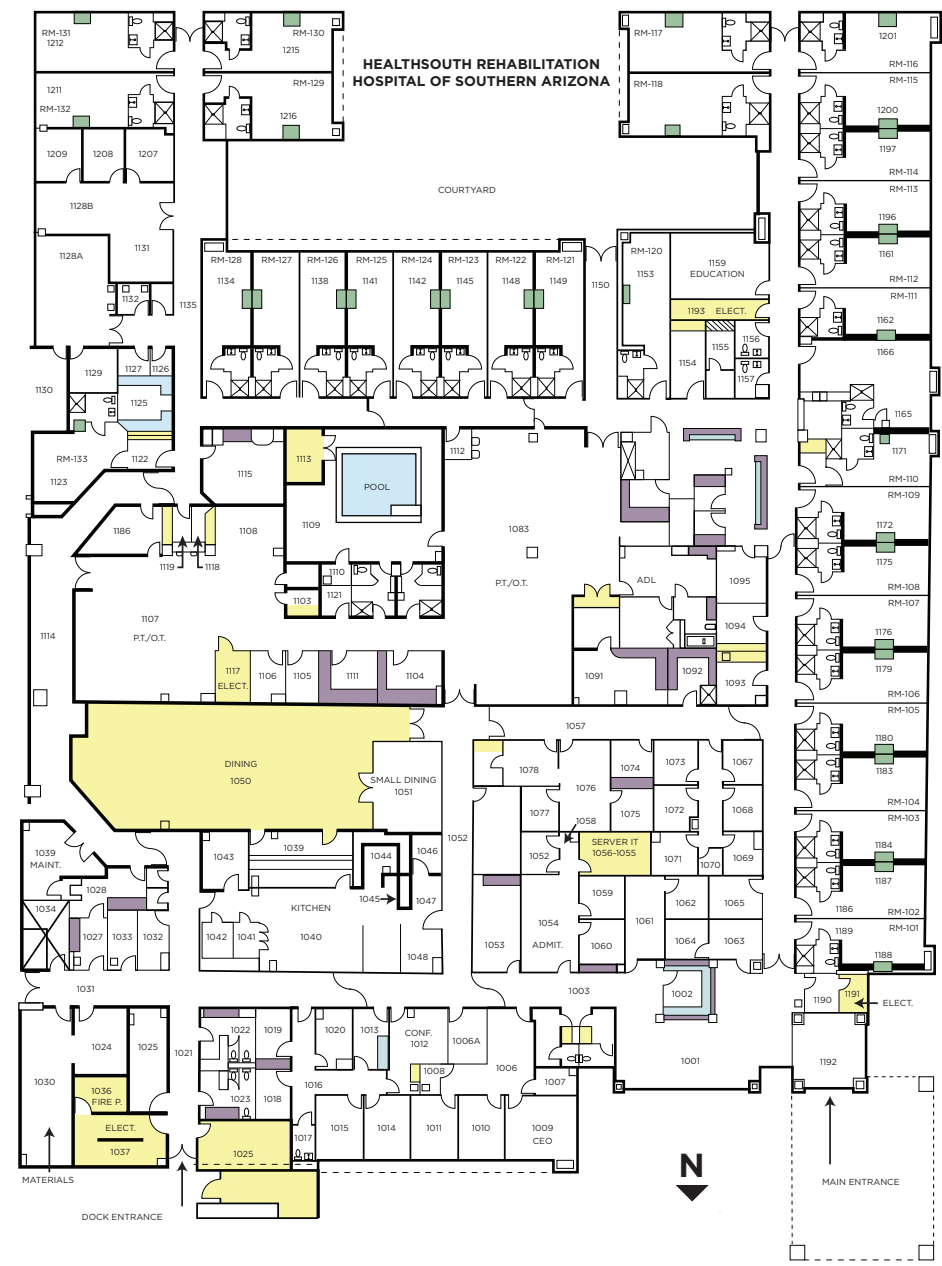 HEALTHSOUTH REHABILITATION
HOSPITAL OF SOUTHERN ARIZONA
RM-131
1212
RM-130
1215
RM-117
1201
RM-116
1211
RM-132
RM-129
1216
RM-118
RM-115
1200
1197
RM-114
1209
1208
1207
COURTYARD
RM-113
1196
1161
RM-112
1128B
1128A
1131
1132
1135
RM-128
1134
RM-127
RM-126
1138
RM-125
1141
RM-124
1142
RM-123
1145
RM-122
1148
RM-121
1149
1150
RM-120
1153
1159
EDUCATION
1193 ELECT.
1154
1155
1156
1157
RM-111
1162
1166
1165
1171
RM-110
1130
1129
1127
1126
1125
1122
RM-133
1123
1115
1113
POOL
1109
1112
1083
P.T./O.T.
RM-109
1172
1175
RM-108
1186
1119
1118
1108
1110
1121
1103
ADL
1095
1094
1093
1092
1091
RM-107
1176
1179
RM-106
1114
1107
P.T./O.T.
1117
ELECT.
1106
1105
1111
1104
1057
RM-105
1180
1183
RM-104
DINING
1050
SMALL DINING
1051
1052
1078
1076
1074
1073
1067
1077
1058
1075
1072
1068
1052
SERVER IT
1056-1055
1071
1070
1069
RM-103
1184
1187
1186
RM-102
1039
MAINT.
1028
1034
1027
1033
1032
1043
1039
1044
1046
1045
1047
KITCHEN
1042
1041
1040
1048
1053
1054
ADMIT.
1059
1060
1061
1062
1065
1064
1063
RM-101
1189
1188
1031
1003
1002
1190
1191
ELECT.
1030
1024
1025
1021
1022
1019
1020
1013
CONF.
1012
1006A
1008
1006
1007
1001
1192
1036
FIRE P.
ELECT.
1037
1023
1018
1016
1017
1015
1014
1011
1010
1009
CEO
1025
MATERIALS
DOCK ENTRANCE
N
MAIN ENTRANCE